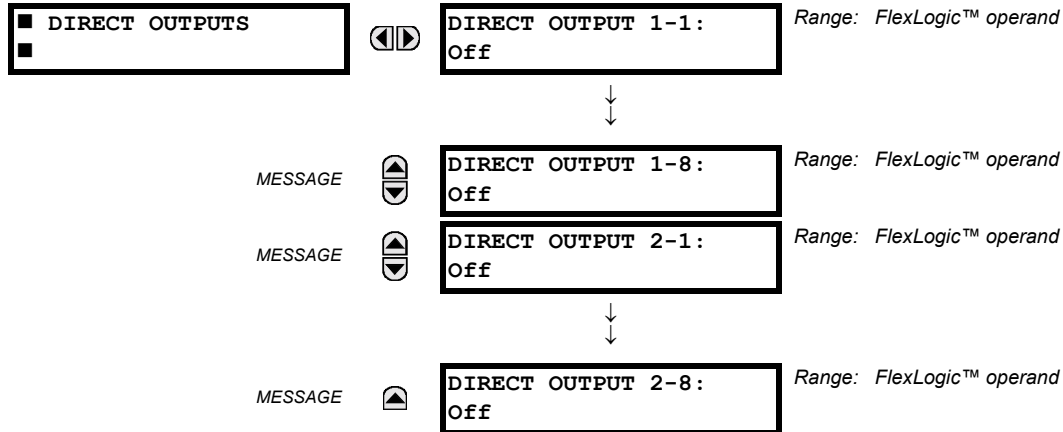 ■ DIRECT OUTPUTS
■
DIRECT OUTPUT 1-1:
Off
Range: FlexLogic™ operand
↓
↓
MESSAGE
DIRECT OUTPUT 1-8:
Off
Range: FlexLogic™ operand
MESSAGE
DIRECT OUTPUT 2-1:
Off
Range: FlexLogic™ operand
↓
↓
MESSAGE
DIRECT OUTPUT 2-8:
Off
Range: FlexLogic™ operand